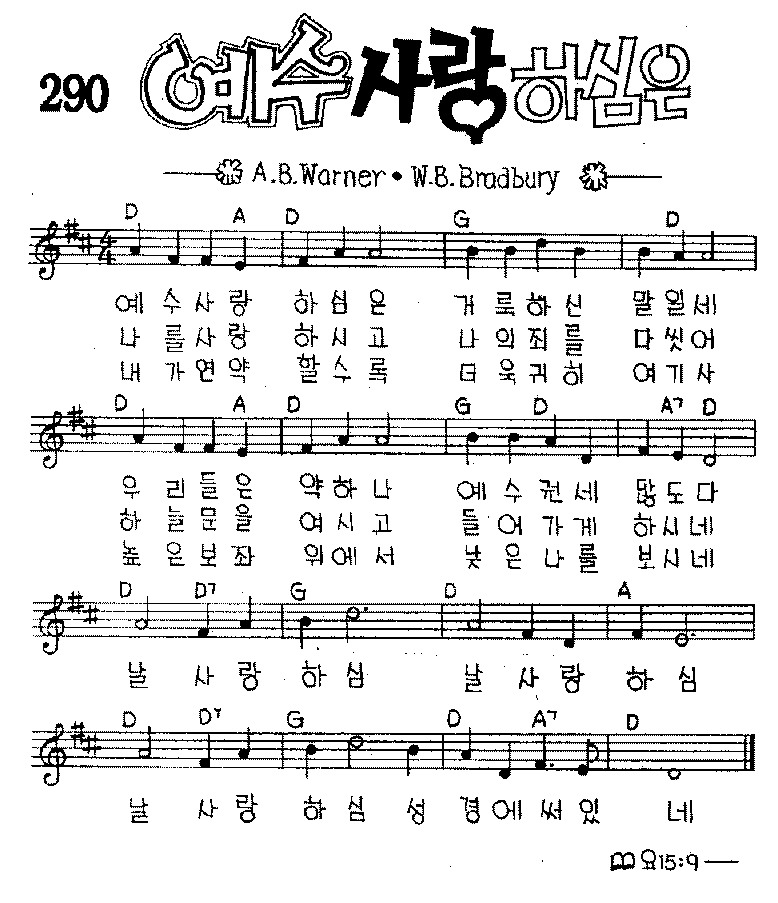 290 예수사랑하심은
A.B.Warner • W.B.Bradbury
D A D G D
4 4
예 수 사 랑 하 심 은 거 룩 하 신 말 일 세
나 를 사 랑 하 시 고 나 의 죄 를 다 씻 어
내 가 연 약 할 수 록 더 욱 귀 히 여 기 사
D A D G D A7 D
우 리 들 은 약 하 나 예 수 권 세 많 도 다
하 늘 문 을 여 시 고 들 어 가 게 하 시 네
높 은 보 좌 위 에 서 낮 은 나 를 보 시 네
D D7 G D A
날 사 랑 하 심 날 사 랑 하 심
D D7 G D A7 D
날 사 랑 하 심 성 경 에 써 있 네
요15:9